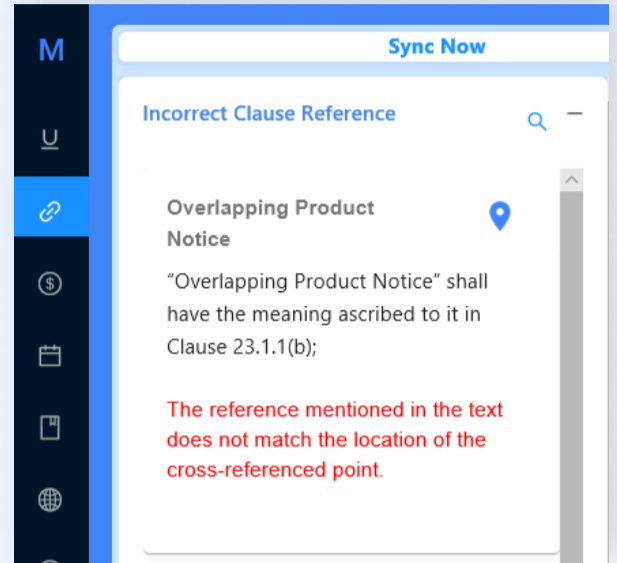 M
Sync Now
Incorrect Clause Reference
U
Overlapping Product
Notice
“Overlapping Product Notice” shall
have the meaning ascribed to it in
Clause 23.1.1(b);
$
The reference mentioned in the text
does not match the location of the
cross-referenced point.